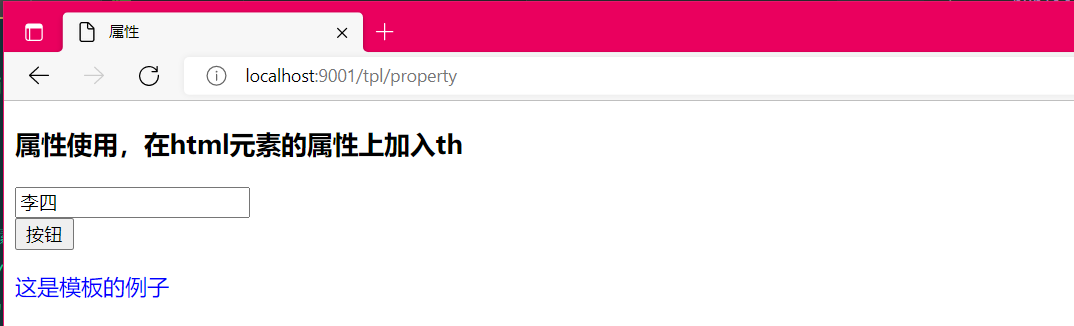 属性
localhost:9001/tpl/property
属性使用，在html元素的属性上加入th
李四
按钮
这是模板的例子